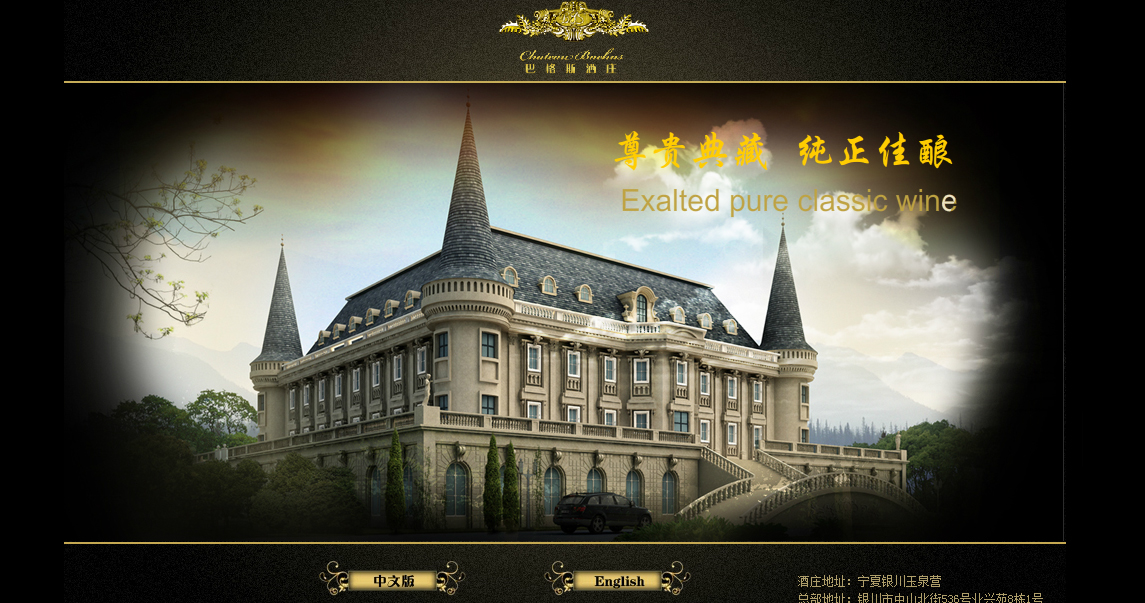 Chateau Bachus
巴格斯酒庄
尊贵典藏 纯正佳酿
Exalted pure classic wine
中文版
English
酒庄地址：宁夏银川玉泉营
总部地址：银川市中山北街536号北兴苑8栋1号